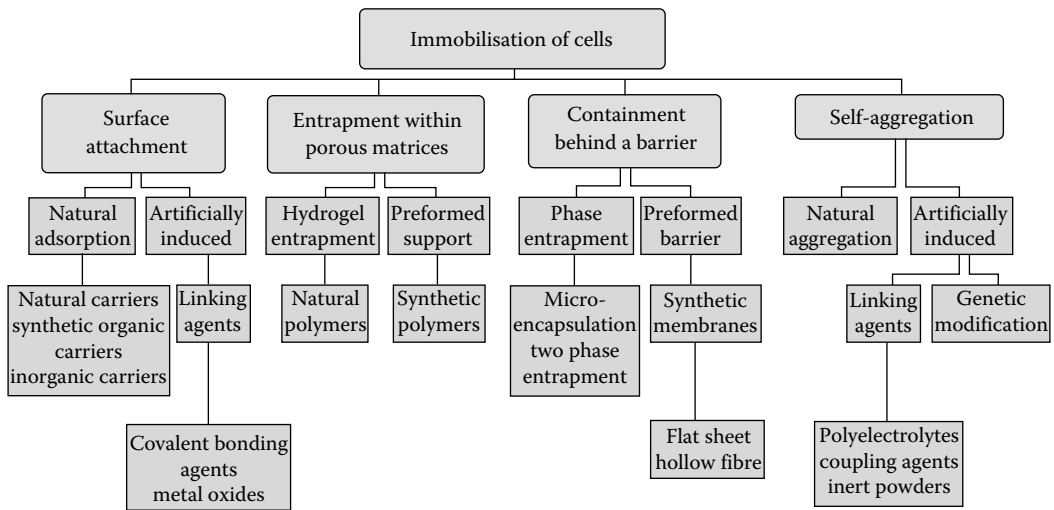 Immobilisation of cells
Surface
attachment
Entrapment within
porous matrices
Containment
behind a barrier
Self-aggregation
Natural
adsorption
Artificially
induced
Hydrogel
entrapment
Preformed
support
Phase
entrapment
Preformed
barrier
Natural
aggregation
Artificially
induced
Natural carriers
synthetic organic
carriers
inorganic carriers
Linking
agents
Natural
polymers
Synthetic
polymers
Micro-
encapsulation
two phase
entrapment
Synthetic
membranes
Linking
agents
Genetic
modification
Covalent bonding
agents
metal oxides
Flat sheet
hollow fibre
Polyelectrolytes
coupling agents
inert powders